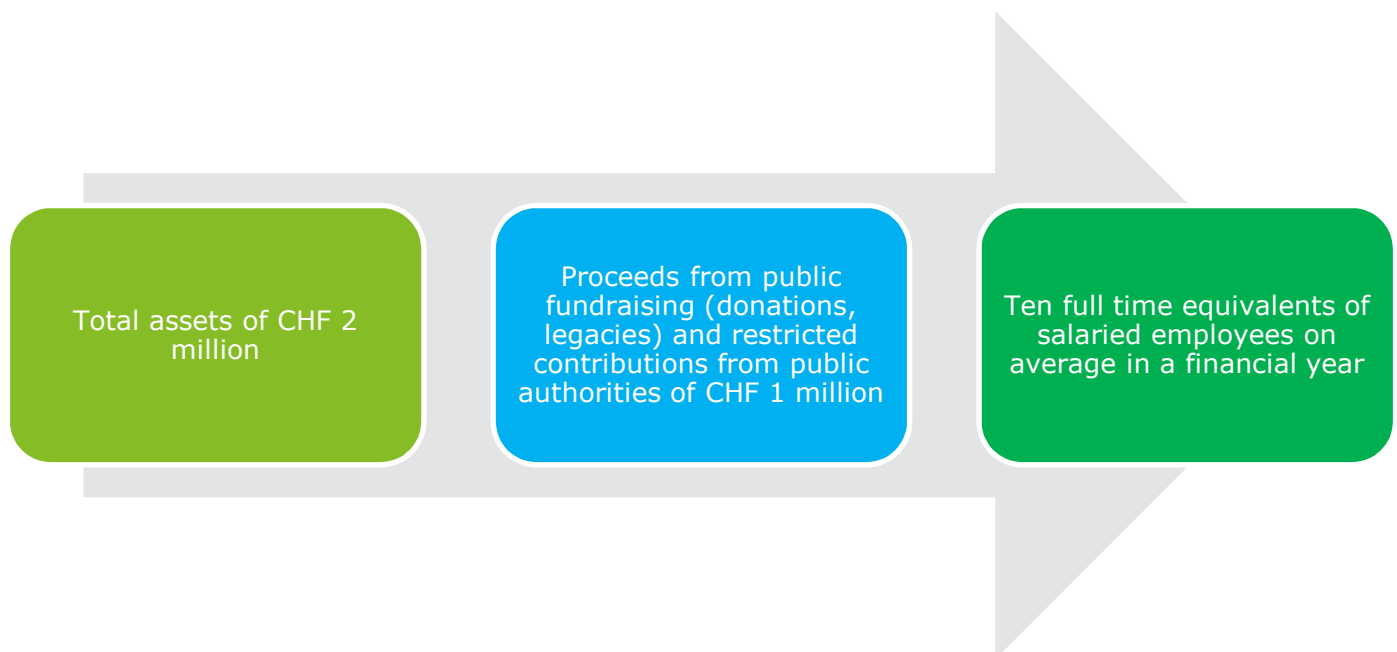 Total assets of CHF 2
million
Proceeds from public
fundraising (donations,
legacies) and restricted
contributions from public
authorities of CHF 1 million
Ten full time equivalents of
salaried employees on
average in a financial year